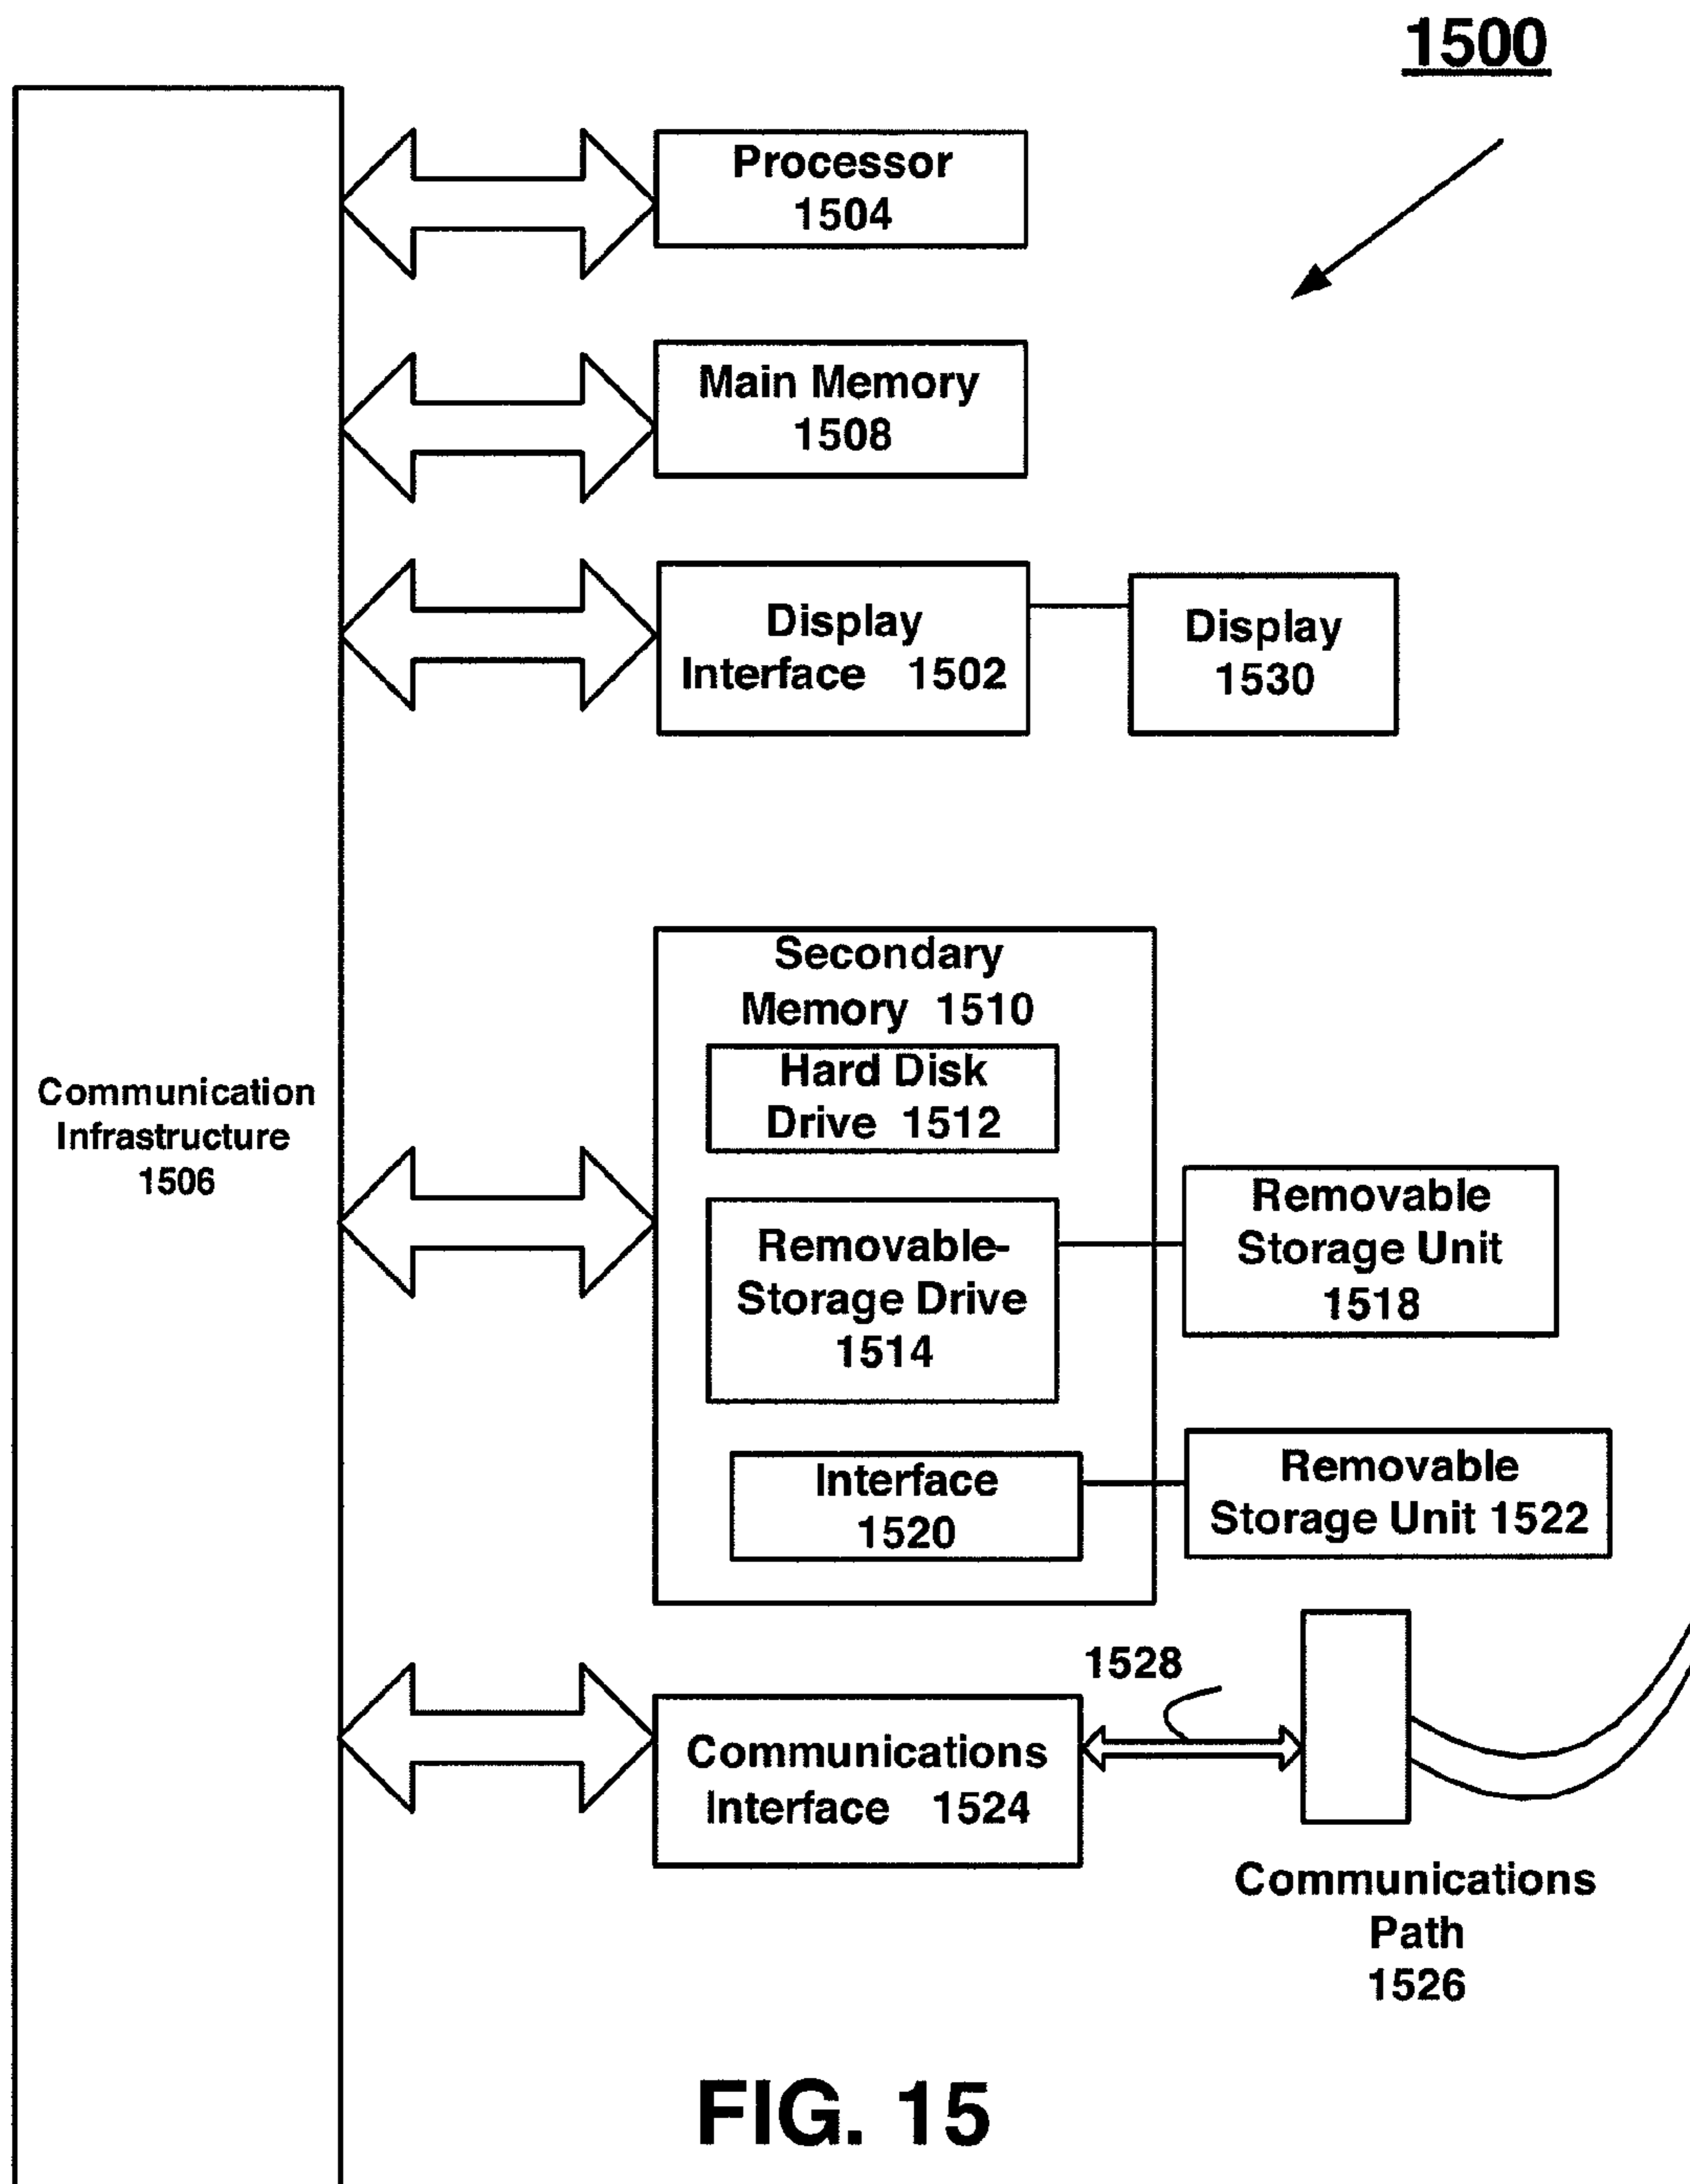 1500
Processor
1504
Main Memory
1508
Display
Interface 1502
Display
1530
Secondary
Memory 1510
Hard Disk
Drive 1512
Communication
Infrastructure
1506
Removable-
Storage Drive
1514
Removable
Storage Unit
1518
Interface
1520
Removable
Storage Unit 1522
1528
Communications
Interface 1524
Communications
Path
1526
FIG. 15